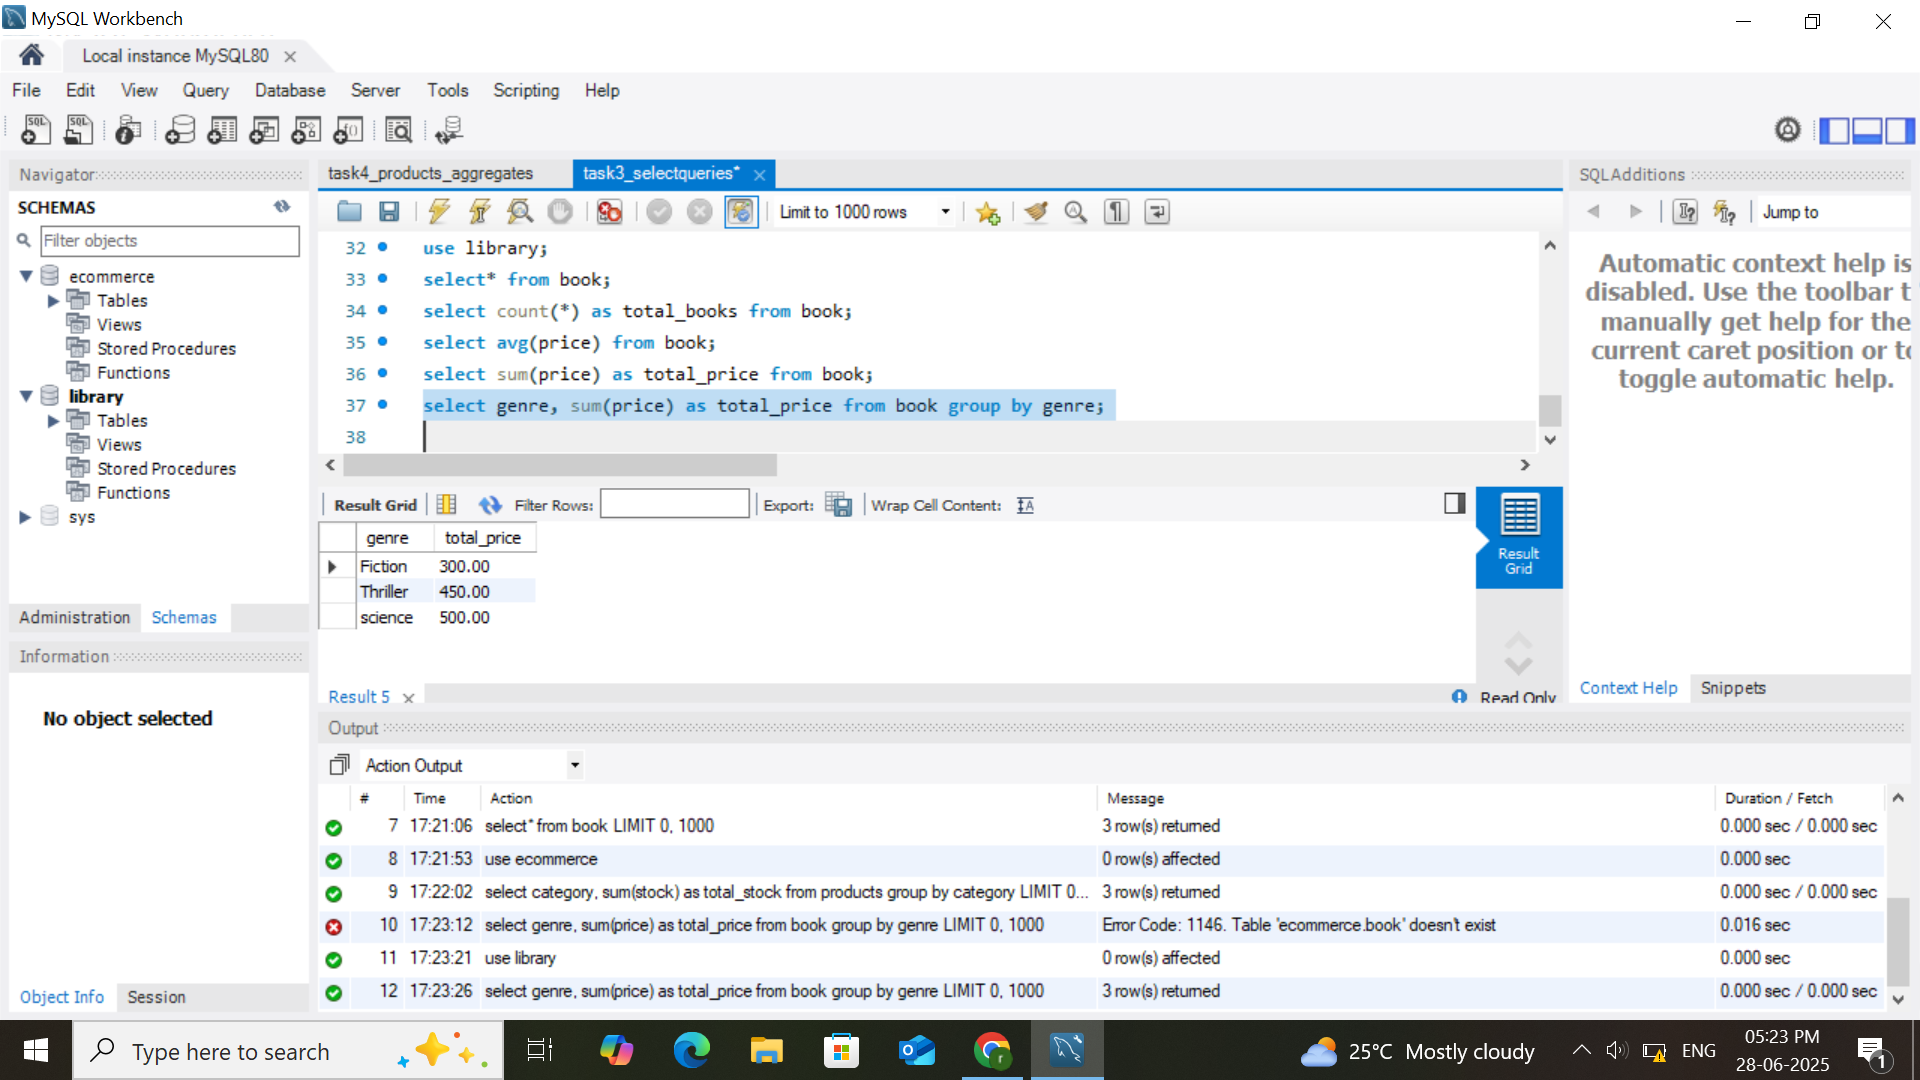 MySQL Workbench
Local instance MySQL80
File Edit View Query Database Server Tools Scripting Help
Navigator
SCHEMAS
Filter objects
ecommerce
Tables
Views
Stored Procedures
Functions
library
Tables
Views
Stored Procedures
Functions
sys
Administration Schemas
Information
No object selected
Object Info Session
task4_products_aggregates task3_selectqueries*
Limit to 1000 rows
32 use library;
33 select* from book;
34 select count(*) as total_books from book;
35 select avg(price) from book;
36 select sum(price) as total_price from book;
37 select genre, sum(price) as total_price from book group by genre;
38
Result Grid Filter Rows: Export: Wrap Cell Content:
genre total_price
Fiction 300.00
Thriller 450.00
science 500.00
Result Grid
Result 5
Read Only
SQLAdditions
Jump to
Automatic context help is
disabled. Use the toolbar t
manually get help for the
current caret position or to
toggle automatic help.
Context Help Snippets
Output
Action Output
# Time Action Message Duration / Fetch
7 17:21:06 select* from book LIMIT 0, 1000 3 row(s) returned 0.000 sec / 0.000 sec
8 17:21:53 use ecommerce 0 row(s) affected 0.000 sec
9 17:22:02 select category, sum(stock) as total_stock from products group by category LIMIT 0... 3 row(s) returned 0.000 sec / 0.000 sec
10 17:23:12 select genre, sum(price) as total_price from book group by genre LIMIT 0, 1000 Error Code: 1146. Table 'ecommerce.book' doesn't exist 0.016 sec
11 17:23:21 use library 0 row(s) affected 0.000 sec
12 17:23:26 select genre, sum(price) as total_price from book group by genre LIMIT 0, 1000 3 row(s) returned 0.000 sec / 0.000 sec
Type here to search
25°C Mostly cloudy
ENG
05:23 PM
28-06-2025
1